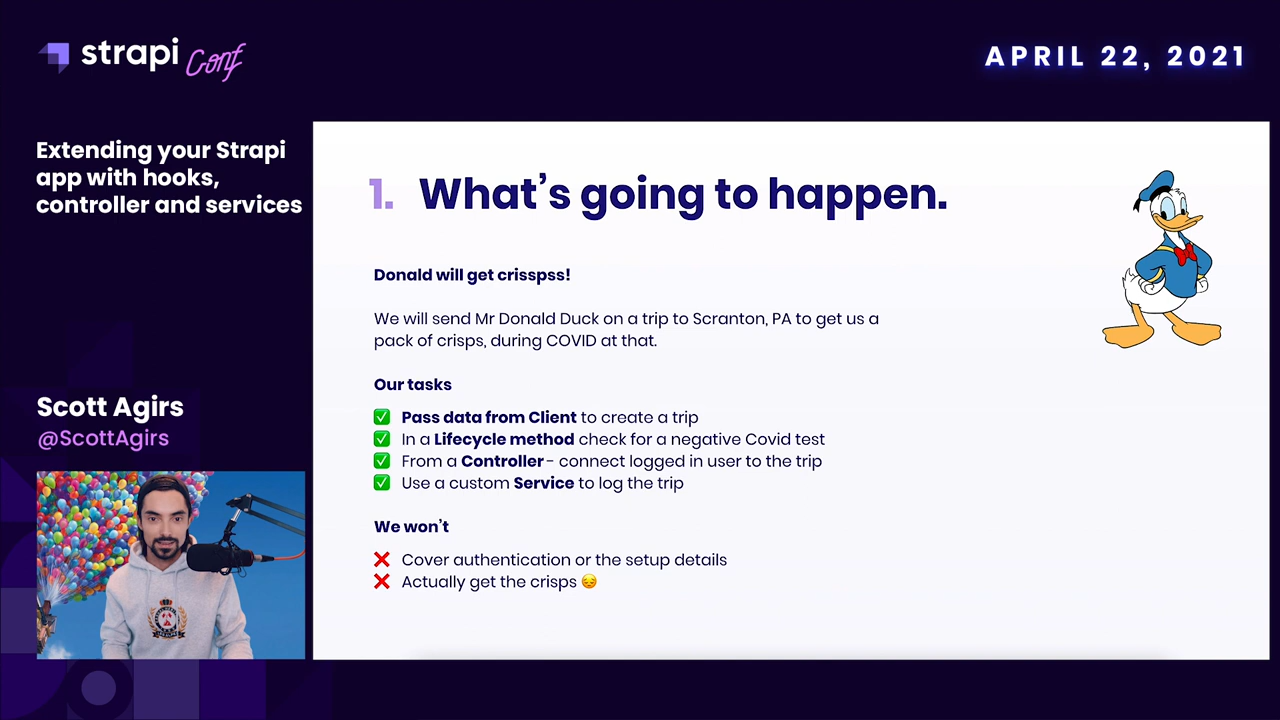 strapi Conf
APRIL 22, 2021
Extending your Strapi
app with hooks,
controller and services
Scott Agirs
@ScottAgirs
1. What’s going to happen.
Donald will get crisspss!
We will send Mr Donald Duck on a trip to Scranton, PA to get us a
pack of crisps, during COVID at that.
Our tasks
✅ Pass data from Client to create a trip
✅ In a Lifecycle method check for a negative Covid test
✅ From a Controller - connect logged in user to the trip
✅ Use a custom Service to log the trip
We won’t
❌ Cover authentication or the setup details
❌ Actually get the crisps 😔